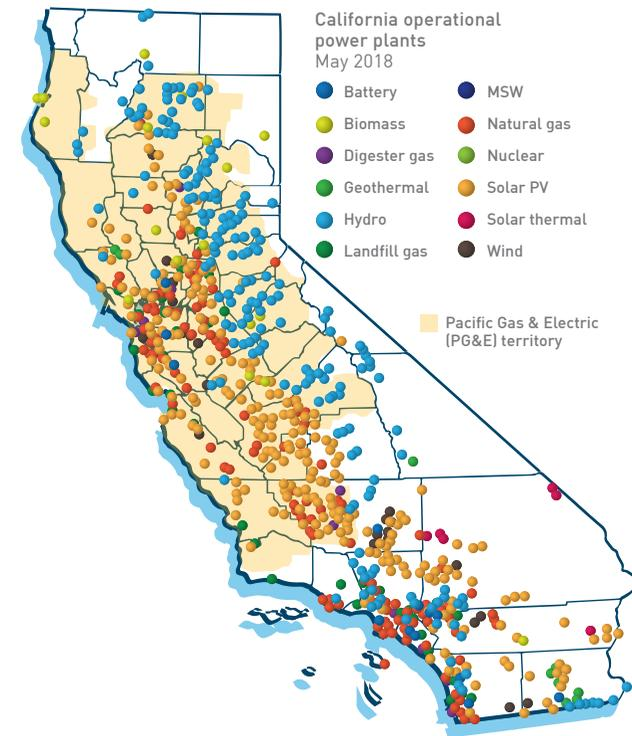 California operational
power plants
May 2018
Battery
Biomass
Digester gas
Geothermal
Hydro
Landfill gas
MSW
Natural gas
Nuclear
Solar PV
Solar thermal
Wind
Pacific Gas & Electric
(PG&E) territory